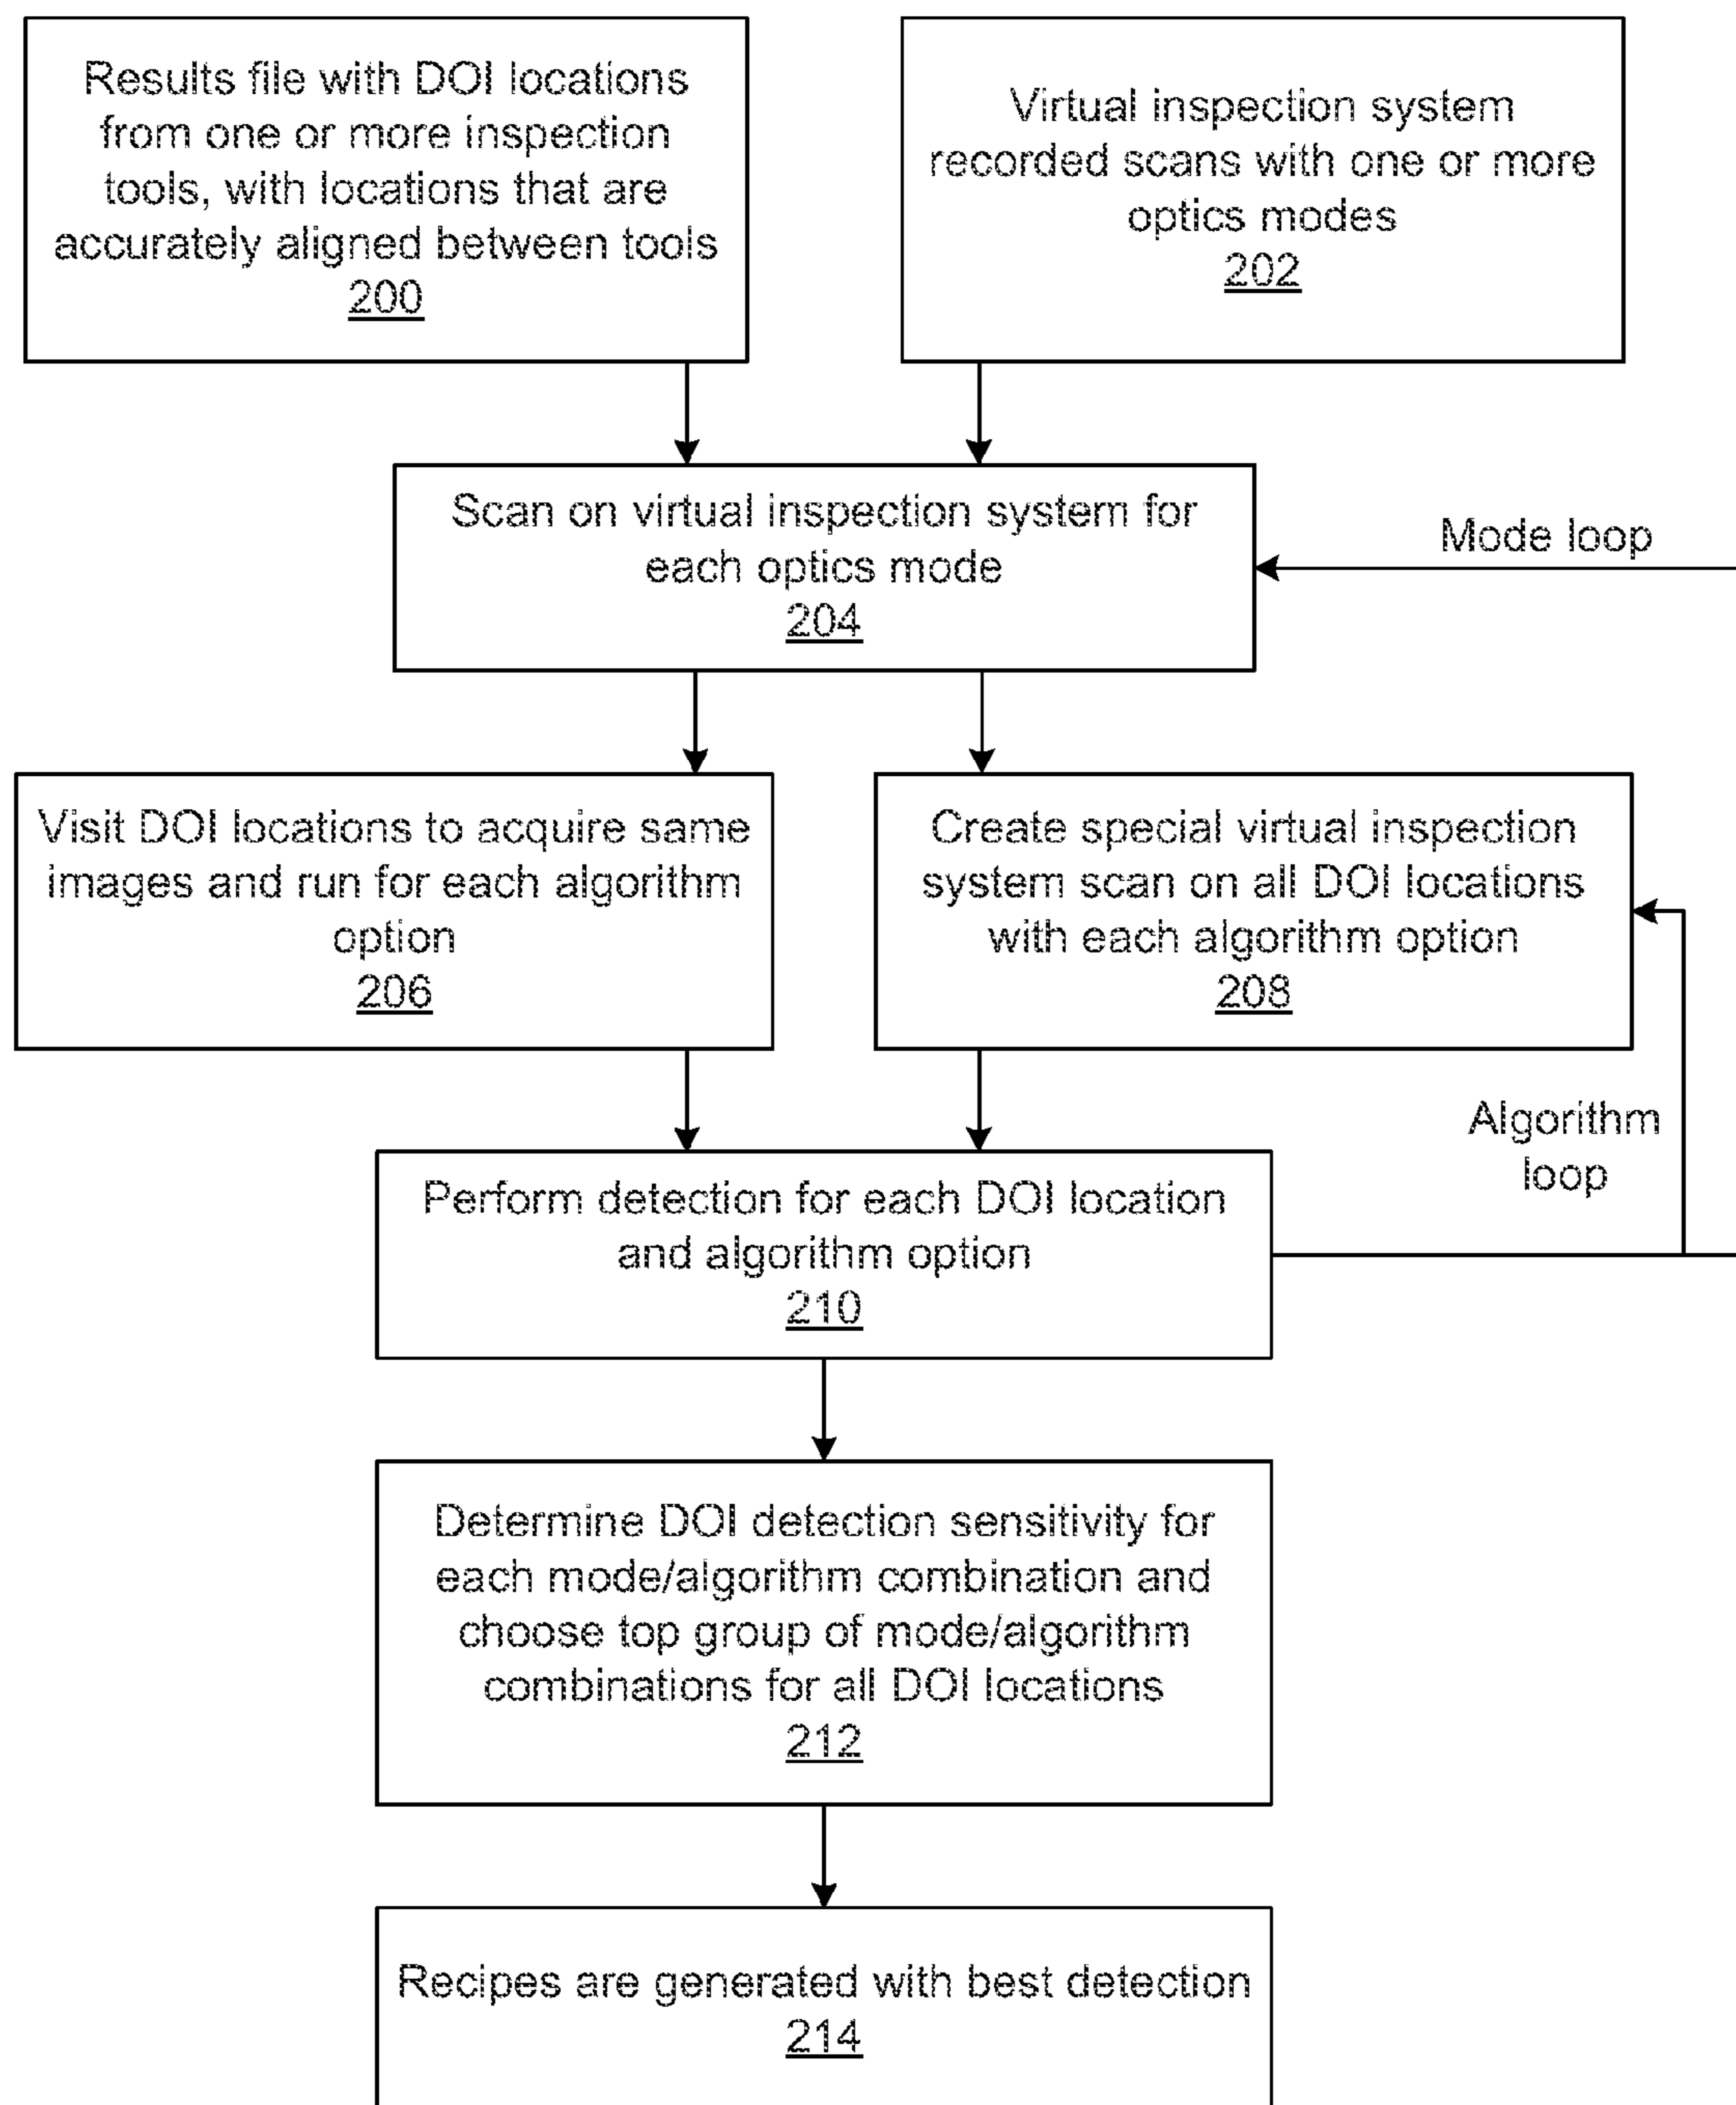 Results file with DOI locations
from one or more inspection
tools, with locations that are
accurately aligned between tools
200
Virtual inspection system
recorded scans with one or more
optics modes
202
Scan on virtual inspection system for
each optics mode
204
Mode loop
Visit DOI locations to acquire same
images and run for each algorithm
option
206
Create special virtual inspection
system scan on all DOI locations
with each algorithm option
208
Algorithm
loop
Perform detection for each DOI location
and algorithm option
210
Determine DOI detection sensitivity for
each mode/algorithm combination and
choose top group of mode/algorithm
combinations for all DOI locations
212
Recipes are generated with best detection
214